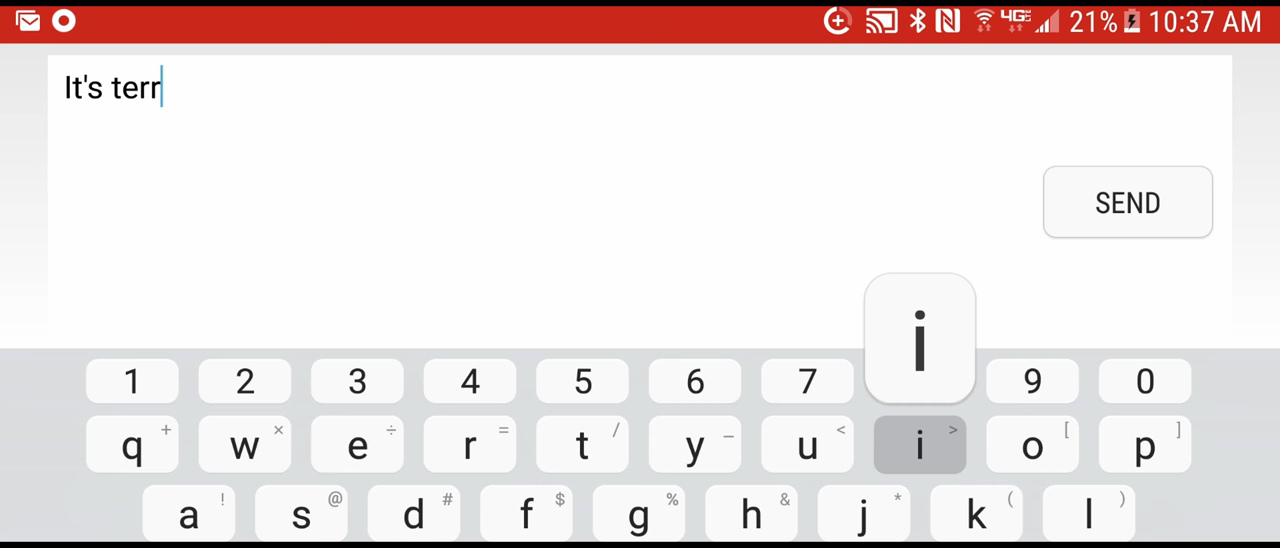 21% 10:37 AM
It's terr
SEND
i
1 2 3 4 5 6 7 9 0
q + w × e ÷ r = t / y _ u < i > o [ p ]
a ! s @ d # f $ g % h & j * k ( l )